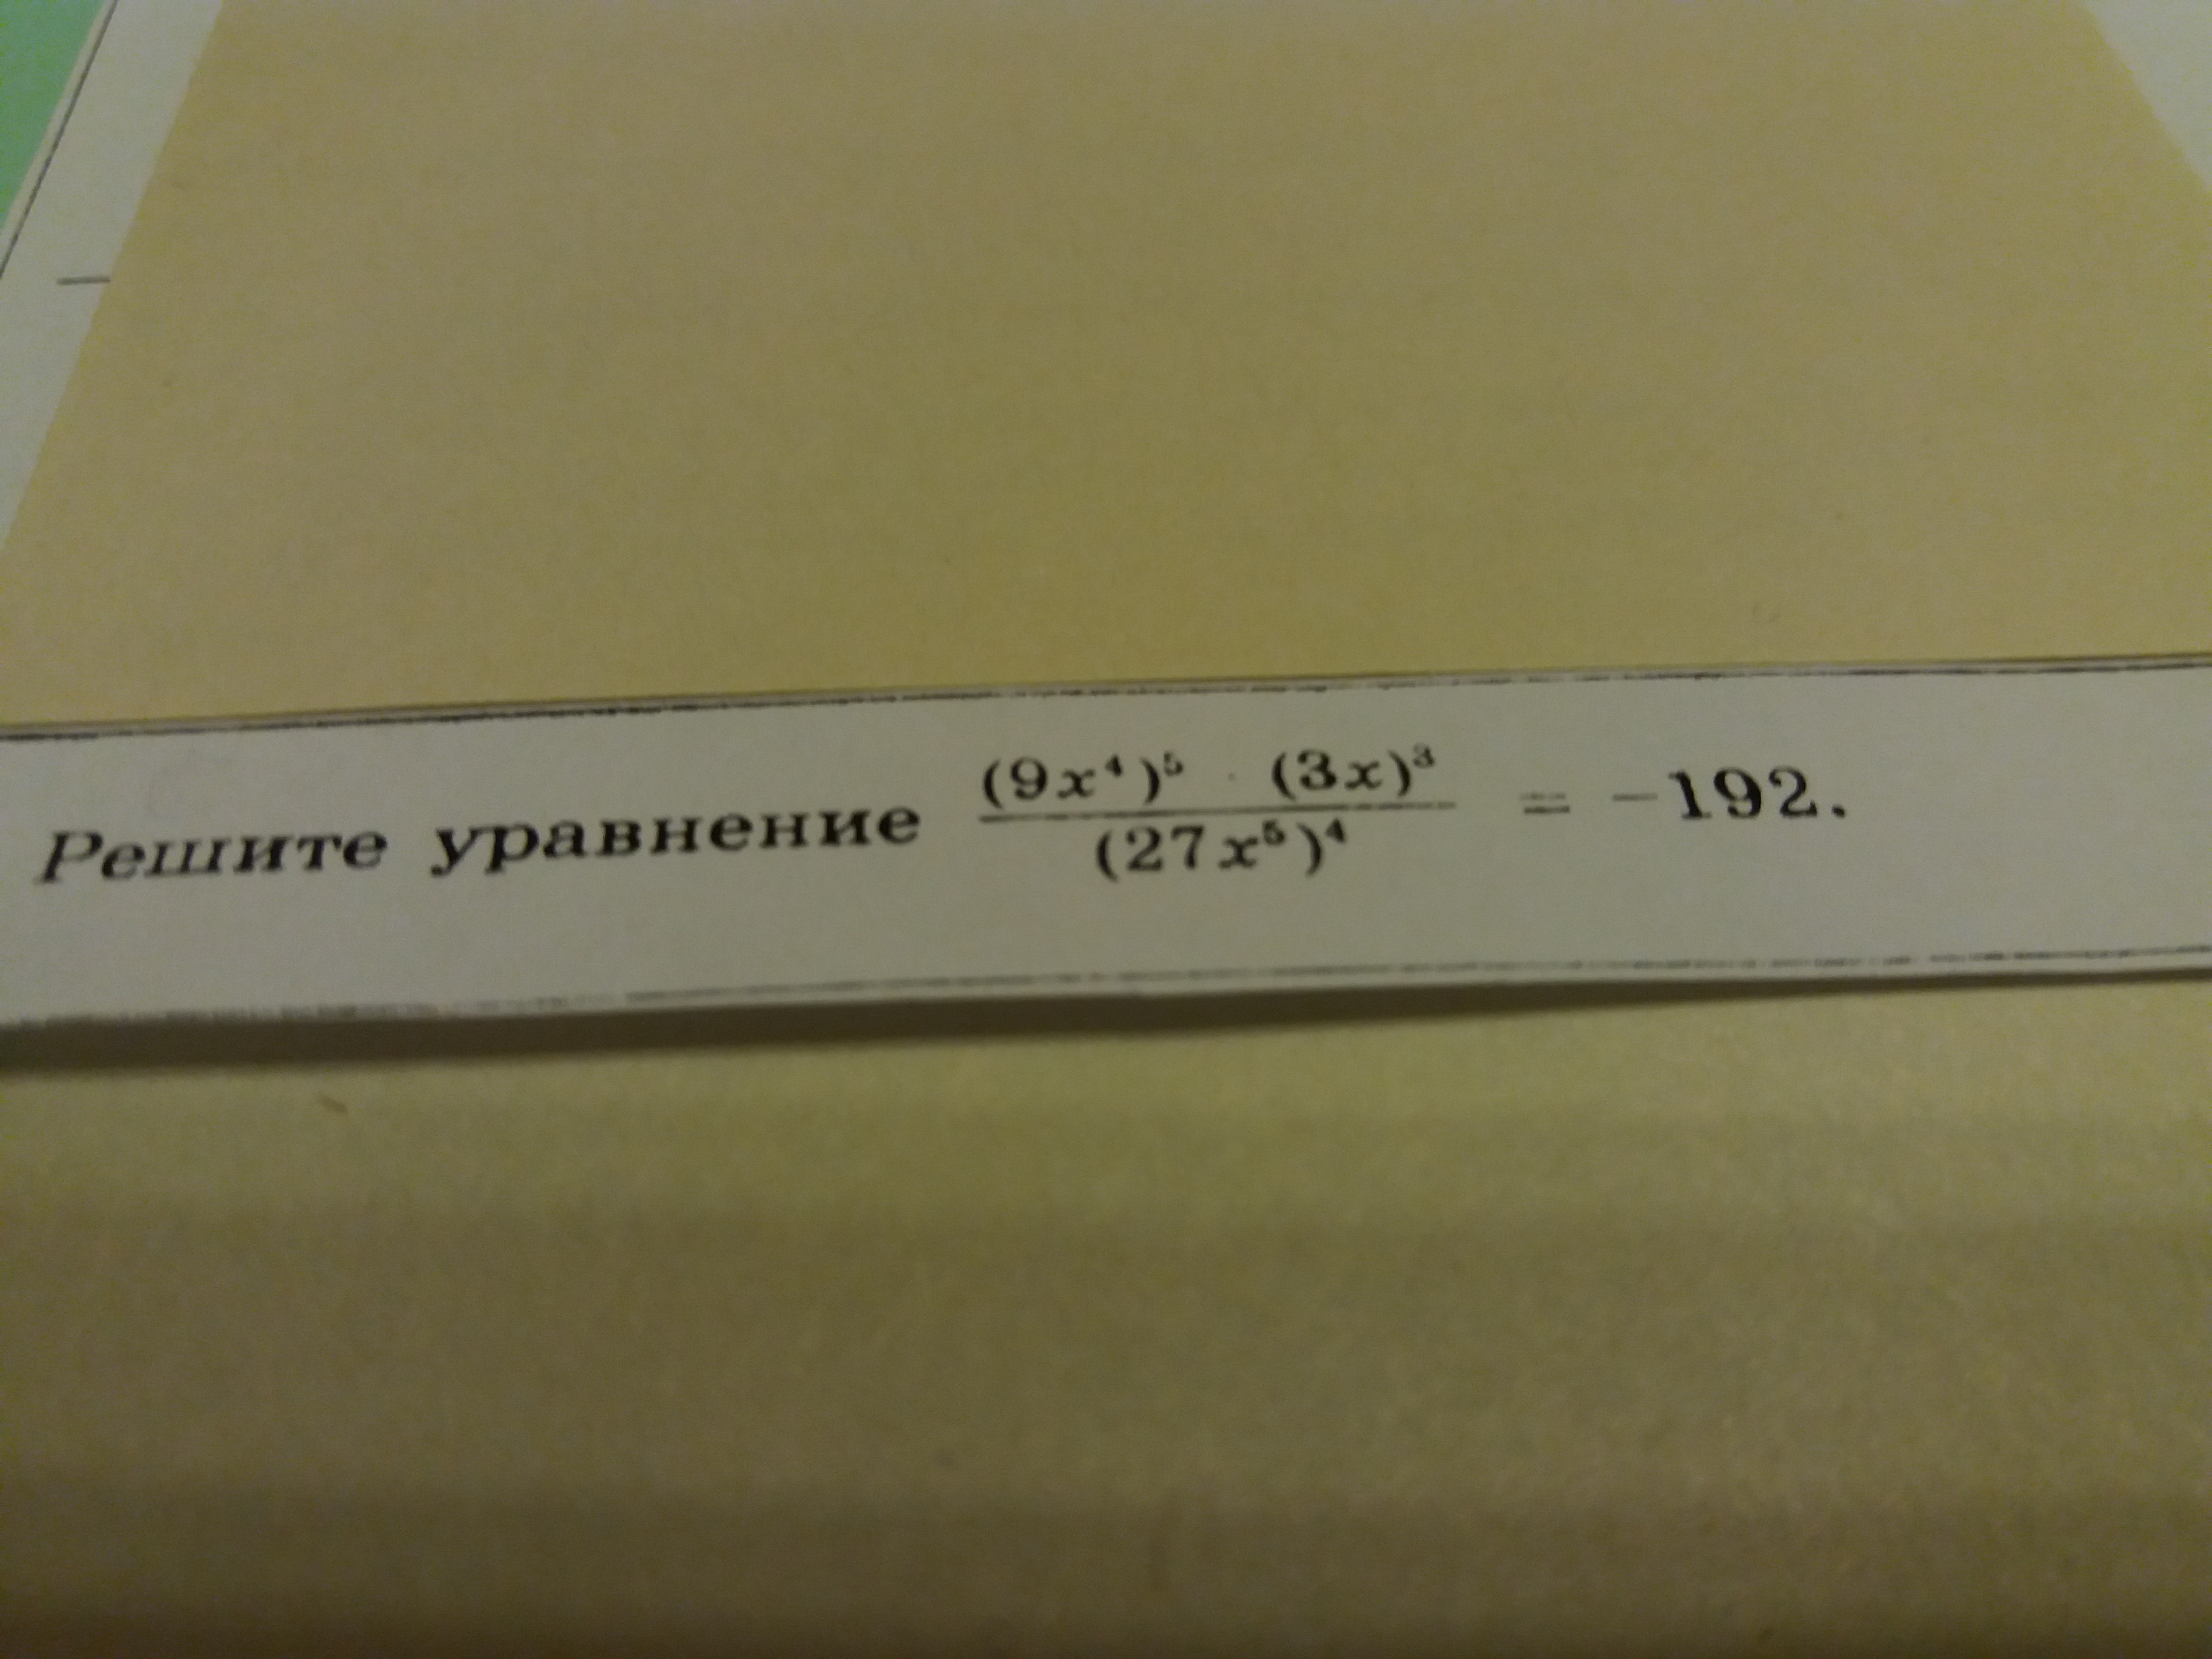 Решите уравнение (9x⁴)⁵ · (3x)³ / (27x⁵)⁴ = −192.